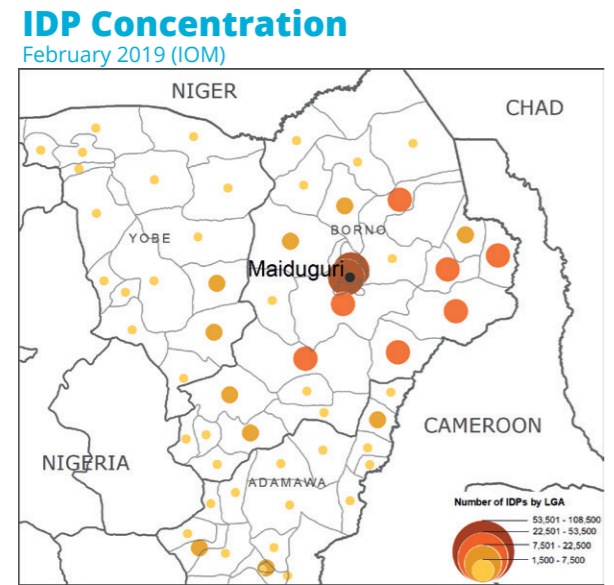 IDP Concentration
February 2019 (IOM)
NIGER
CHAD
YOBE
BORNO
Maiduguri
CAMEROON
NIGERIA
ADAMAWA
Number of IDPs by LGA
53,501 - 108,500
22,501 - 53,500
7,501 - 22,500
1,500 - 7,500